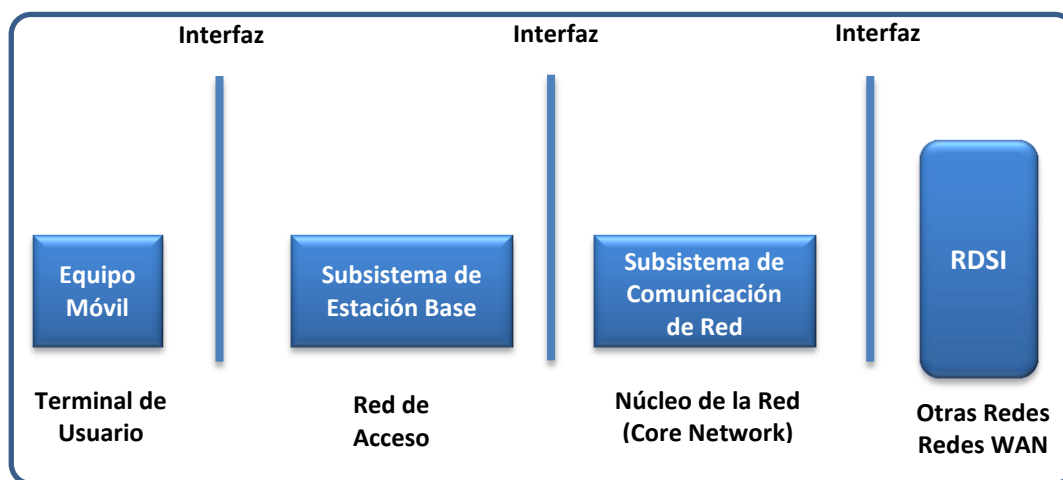 Interfaz
Interfaz
Interfaz
Equipo
Móvil
Subsistema de
Estación Base
Subsistema de
Comunicación
de Red
RDSI
Terminal de
Usuario
Red de
Acceso
Núcleo de la Red
(Core Network)
Otras Redes
Redes WAN